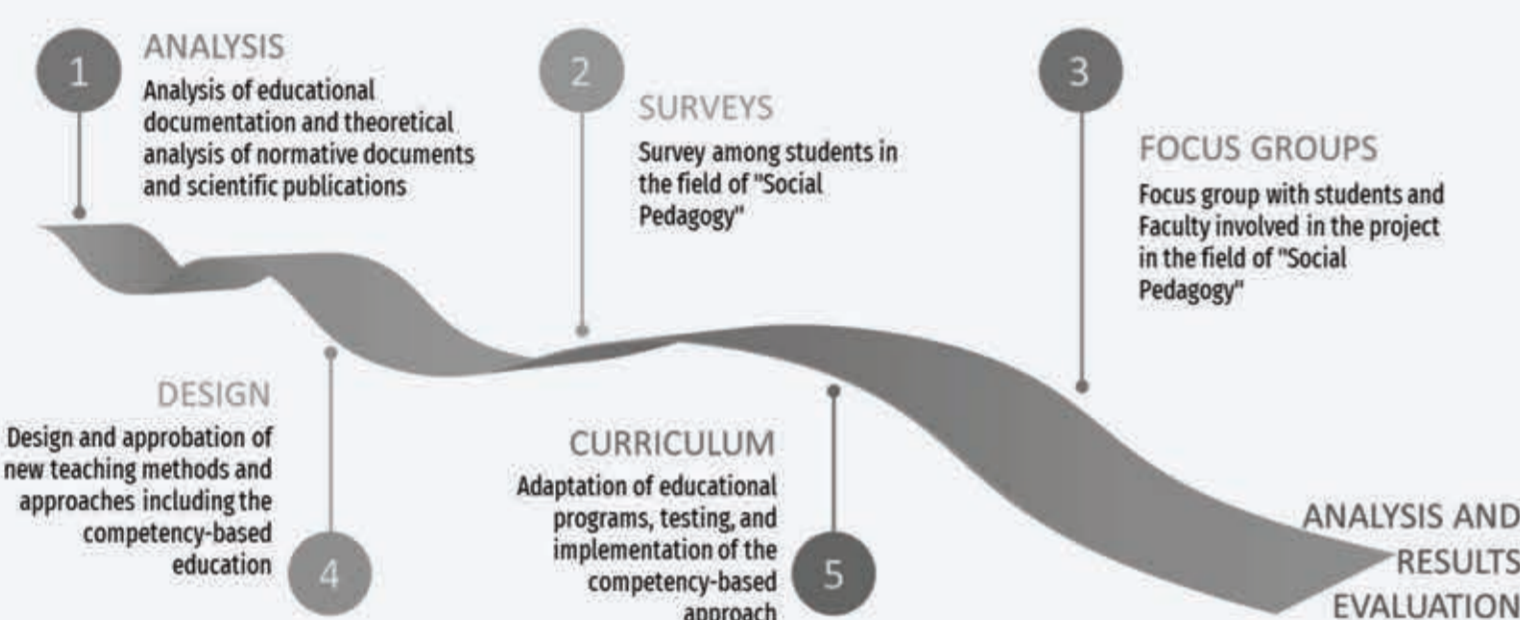 1
ANALYSIS
Analysis of educational
documentation and theoretical
analysis of normative documents
and scientific publications
2
SURVEYS
Survey among students in
the field of "Social
Pedagogy"
3
FOCUS GROUPS
Focus group with students and
Faculty involved in the project
in the field of "Social
Pedagogy"
DESIGN
Design and approbation of
new teaching methods and
approaches including the
competency-based
education
4
CURRICULUM
Adaptation of educational
programs, testing, and
implementation of the
competency-based
approach
5
ANALYSIS AND
RESULTS
EVALUATION